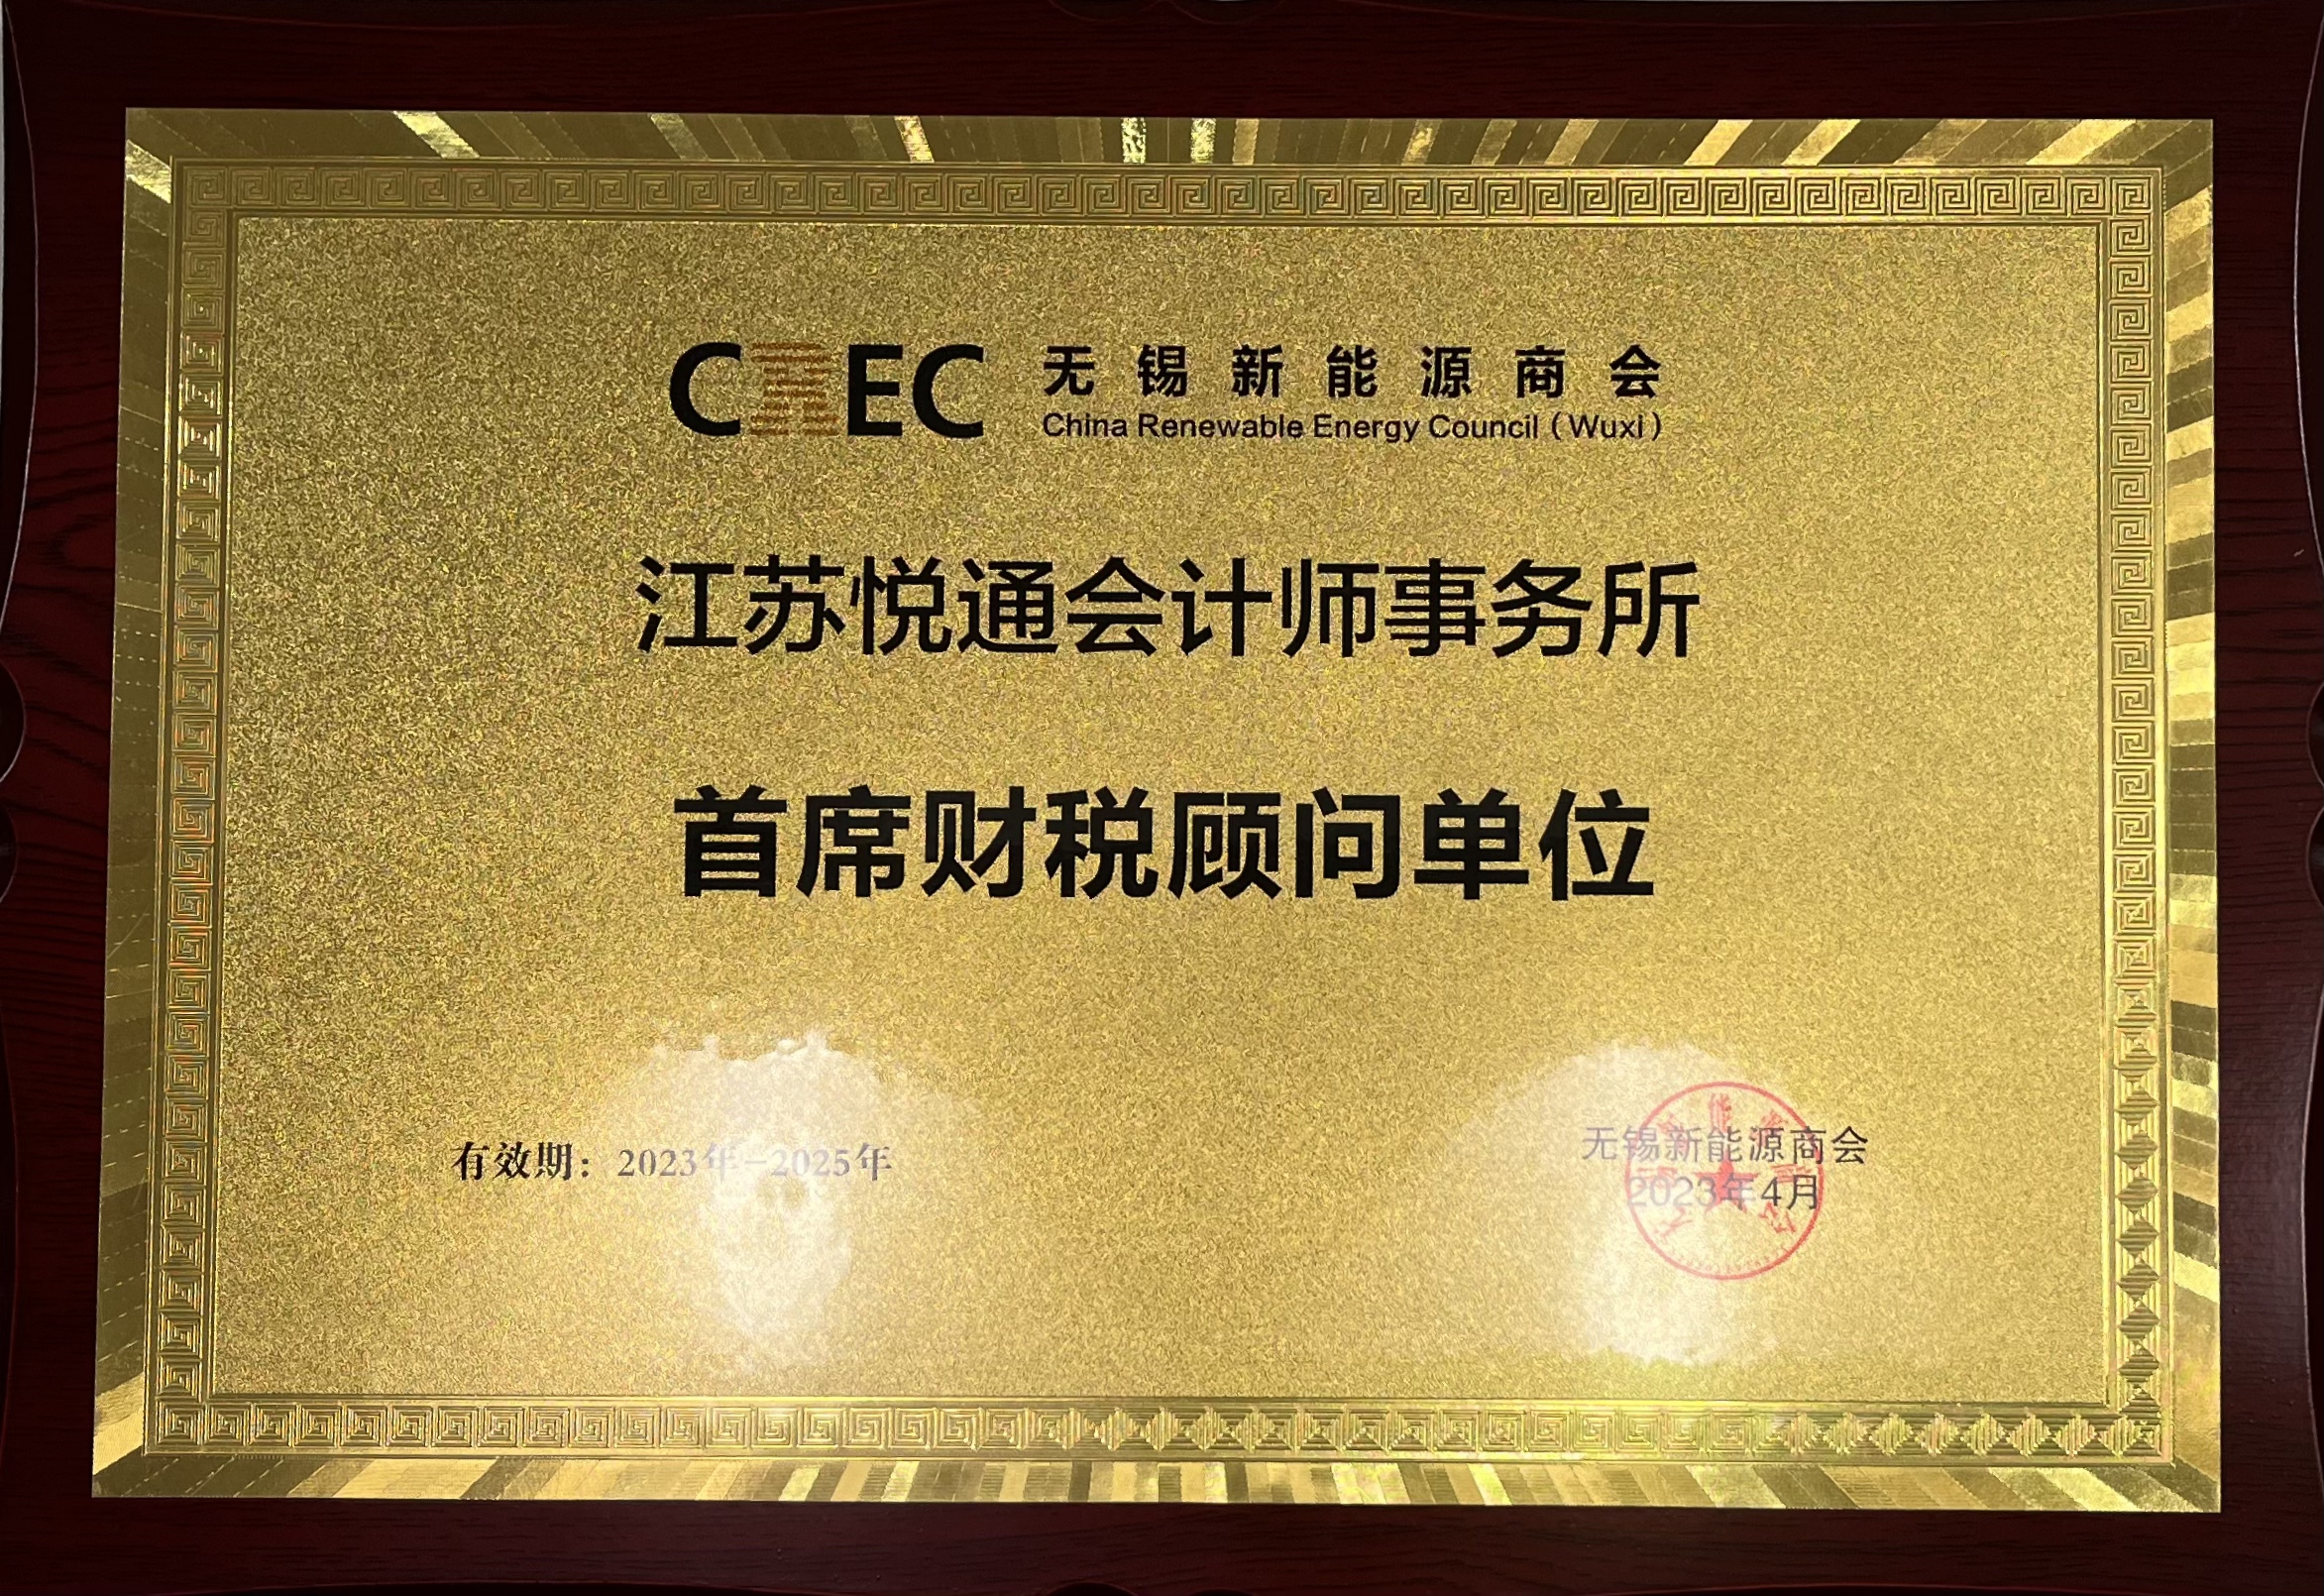 CREC 无锡新能源商会
China Renewable Energy Council（Wuxi）
江苏悦通会计师事务所
首席财税顾问单位
有效期：2023年-2025年
无锡新能源商会
2023年4月